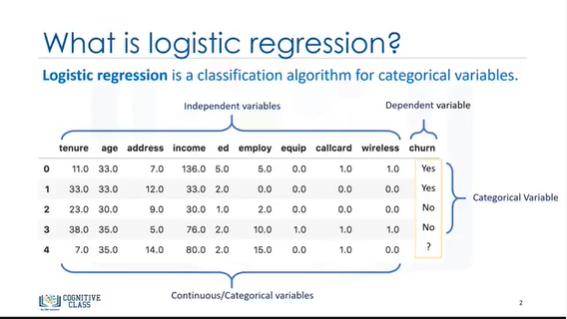 What is logistic regression?
Logistic regression is a classification algorithm for categorical variables.
Independent variables
Dependent variable
tenure age address income ed employ equip callcard wireless churn
0 11.0 33.0 7.0 136.0 5.0 5.0 0.0 1.0 1.0 Yes
1 33.0 33.0 12.0 33.0 2.0 0.0 0.0 0.0 0.0 Yes
2 23.0 30.0 9.0 30.0 1.0 2.0 0.0 0.0 0.0 No
3 38.0 35.0 5.0 76.0 2.0 10.0 1.0 1.0 1.0 No
4 7.0 35.0 14.0 80.0 2.0 15.0 0.0 1.0 0.0 ?
Categorical Variable
Continuous/Categorical variables
COGNITIVE
CLASS
2